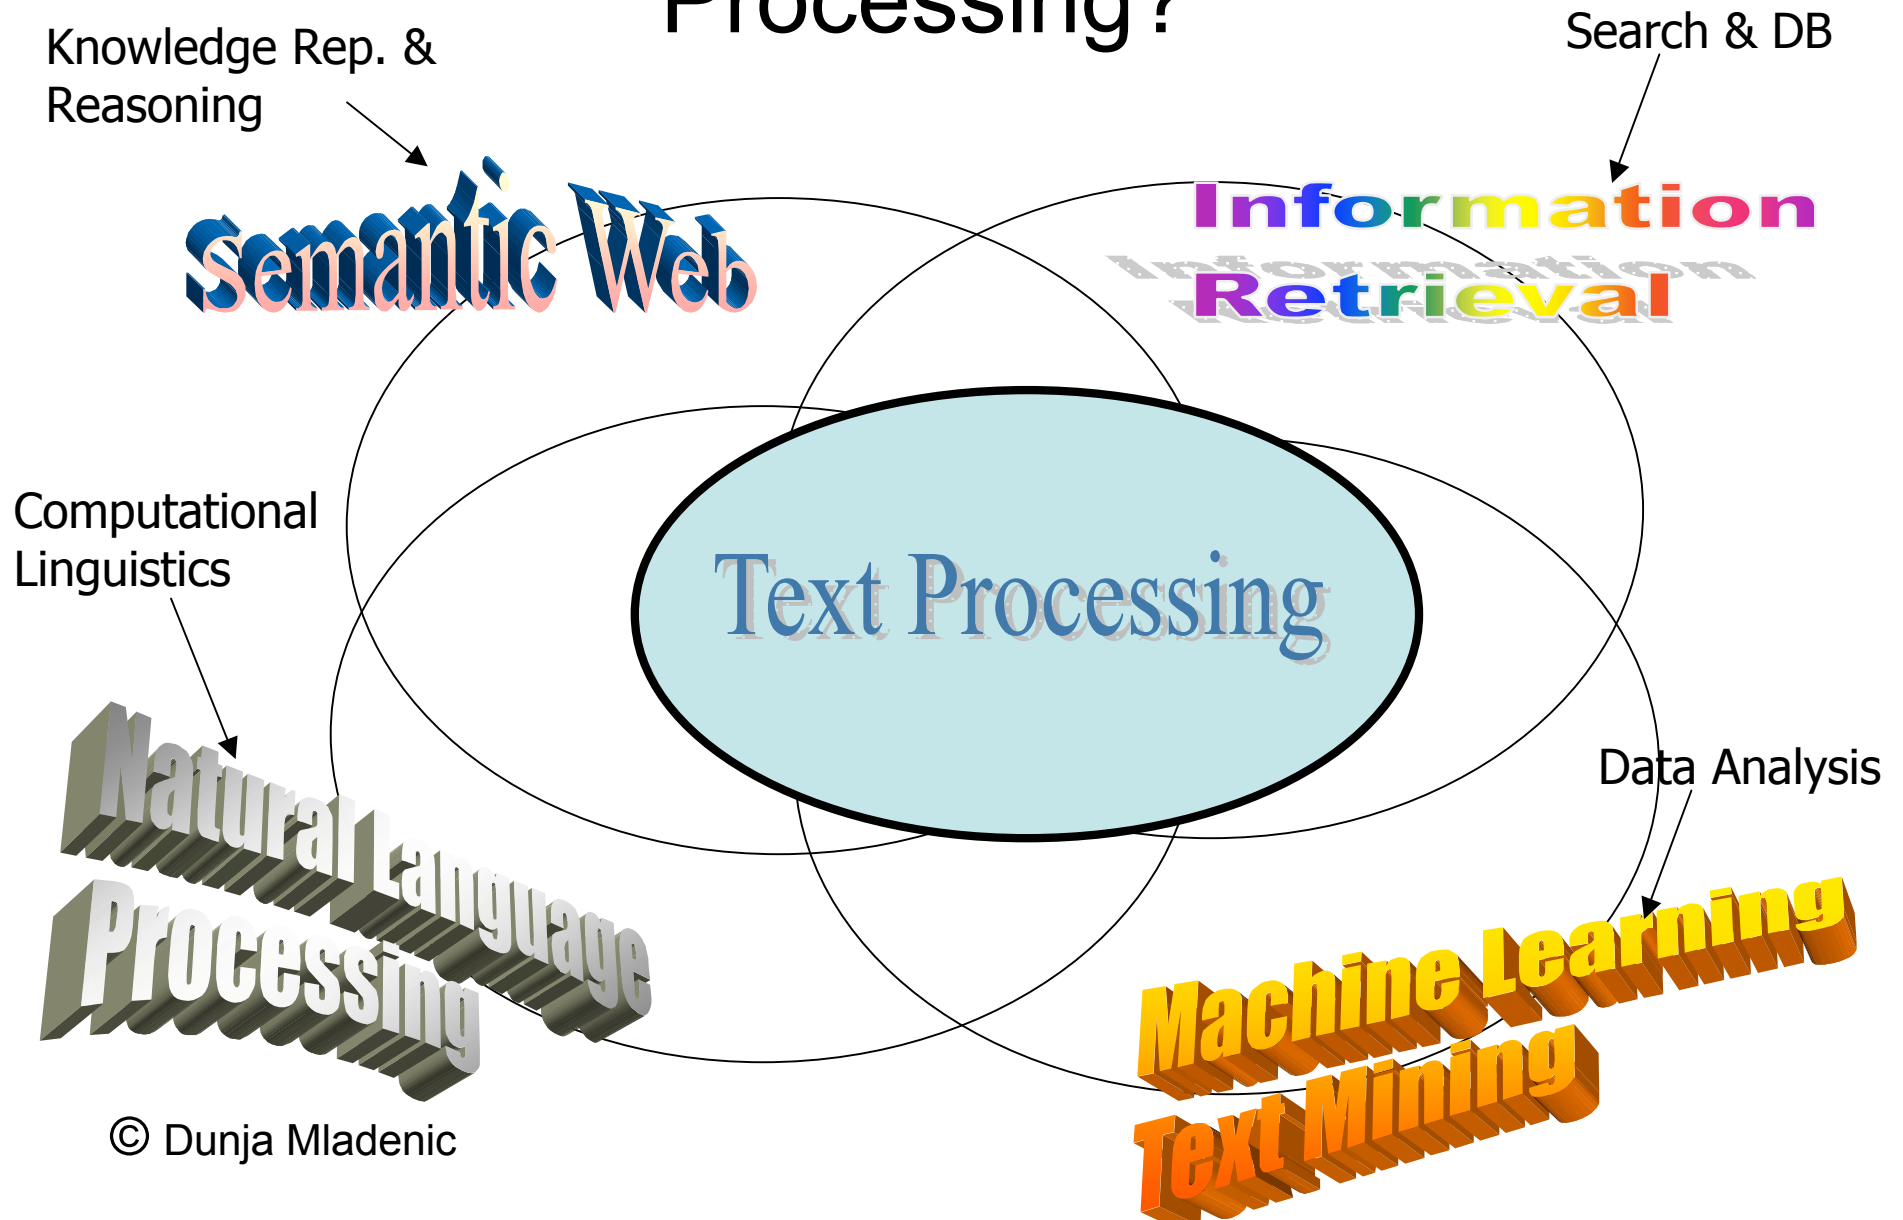 Processing?
Knowledge Rep. &
Reasoning
Search & DB
Semantic Web
Information
Retrieval
Computational
Linguistics
Text Processing
Natural Language
Processing
Data Analysis
Machine Learning
Text Mining
© Dunja Mladenic